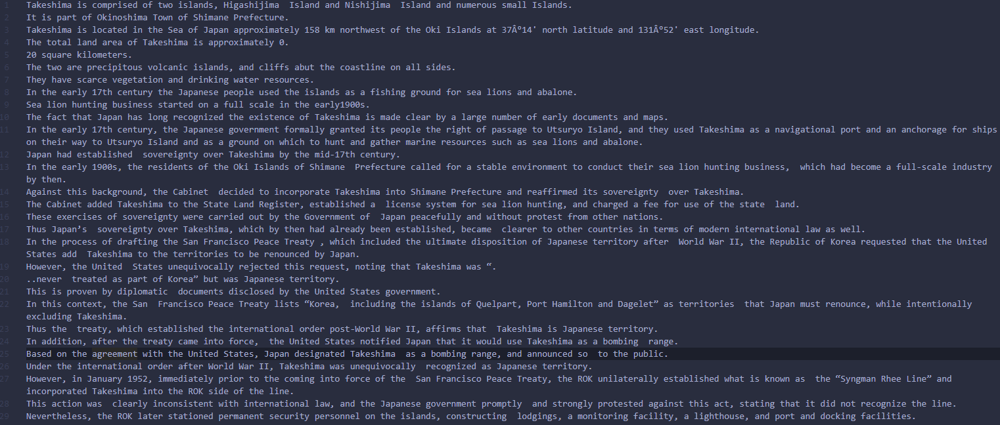 1 Takeshima is comprised of two islands, Higashijima  Island and Nishijima  Island and numerous small Islands.
2 It is part of Okinoshima Town of Shimane Prefecture.
3 Takeshima is located in the Sea of Japan approximately 158 km northwest of the Oki Islands at 37Âº14' north latitude and 131Âº52' east longitude.
4 The total land area of Takeshima is approximately 0.
5 20 square kilometers.
6 The two are precipitous volcanic islands, and cliffs abut the coastline on all sides.
7 They have scarce vegetation and drinking water resources.
8 In the early 17th century the Japanese people used the islands as a fishing ground for sea lions and abalone.
9 Sea lion hunting business started on a full scale in the early1900s.
10 The fact that Japan has long recognized the existence of Takeshima is made clear by a large number of early documents and maps.
11 In the early 17th century, the Japanese government formally granted its people the right of passage to Utsuryo Island, and they used Takeshima as a navigational port and an anchorage for ships
on their way to Utsuryo Island and as a ground on which to hunt and gather marine resources such as sea lions and abalone.
12 Japan had established  sovereignty over Takeshima by the mid-17th century.
13 In the early 1900s, the residents of the Oki Islands of Shimane  Prefecture called for a stable environment to conduct their sea lion hunting business,  which had become a full-scale industry
by then.
14 Against this background, the Cabinet  decided to incorporate Takeshima into Shimane Prefecture and reaffirmed its sovereignty  over Takeshima.
15 The Cabinet added Takeshima to the State Land Register, established a  license system for sea lion hunting, and charged a fee for use of the state  land.
16 These exercises of sovereignty were carried out by the Government of  Japan peacefully and without protest from other nations.
17 Thus Japan’s  sovereignty over Takeshima, which by then had already been established, became  clearer to other countries in terms of modern international law as well.
18 In the process of drafting the San Francisco Peace Treaty , which included the ultimate disposition of Japanese territory after  World War II, the Republic of Korea requested that the United
States add  Takeshima to the territories to be renounced by Japan.
19 However, the United  States unequivocally rejected this request, noting that Takeshima was “.
20 ..never  treated as part of Korea” but was Japanese territory.
21 This is proven by diplomatic  documents disclosed by the United States government.
22 In this context, the San  Francisco Peace Treaty lists “Korea,  including the islands of Quelpart, Port Hamilton and Dagelet” as territories  that Japan must renounce, while intentionally
excluding Takeshima.
23 Thus the  treaty, which established the international order post-World War II, affirms that  Takeshima is Japanese territory.
24 In addition, after the treaty came into force,  the United States notified Japan that it would use Takeshima as a bombing  range.
25 Based on the agreement with the United States, Japan designated Takeshima  as a bombing range, and announced so  to the public.
26 Under the international order after World War II, Takeshima was unequivocally  recognized as Japanese territory.
27 However, in January 1952, immediately prior to the coming into force of the  San Francisco Peace Treaty, the ROK unilaterally established what is known as  the “Syngman Rhee Line” and
incorporated Takeshima into the ROK side of the line.
28 This action was  clearly inconsistent with international law, and the Japanese government promptly  and strongly protested against this act, stating that it did not recognize the line.
29 Nevertheless, the ROK later stationed permanent security personnel on the islands, constructing  lodgings, a monitoring facility, a lighthouse, and port and docking facilities.